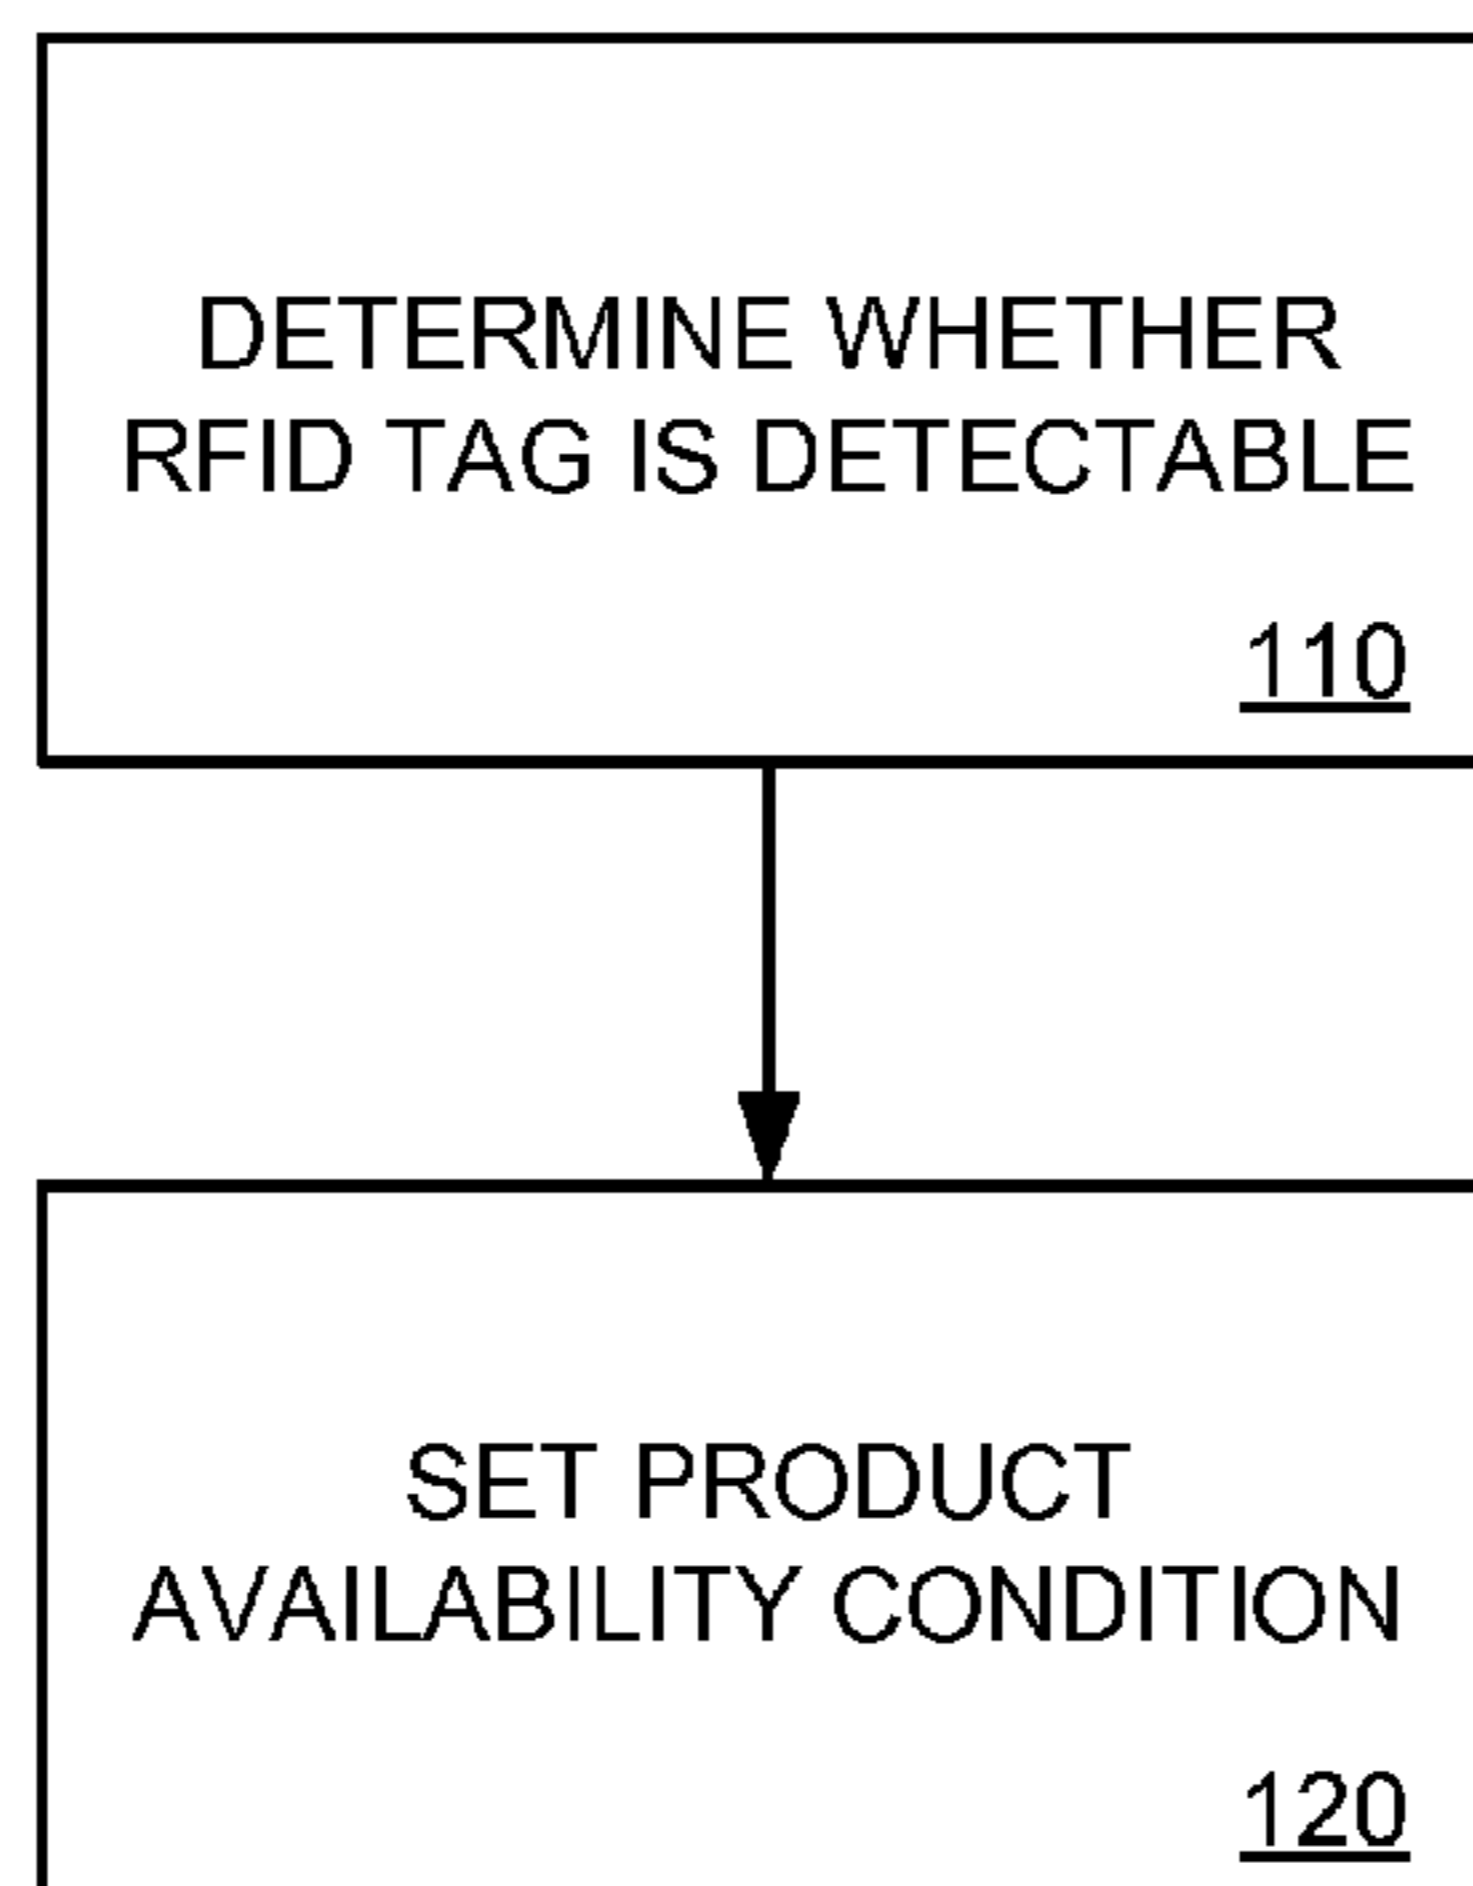 DETERMINE WHETHER
RFID TAG IS DETECTABLE
110
SET PRODUCT
AVAILABILITY CONDITION
120